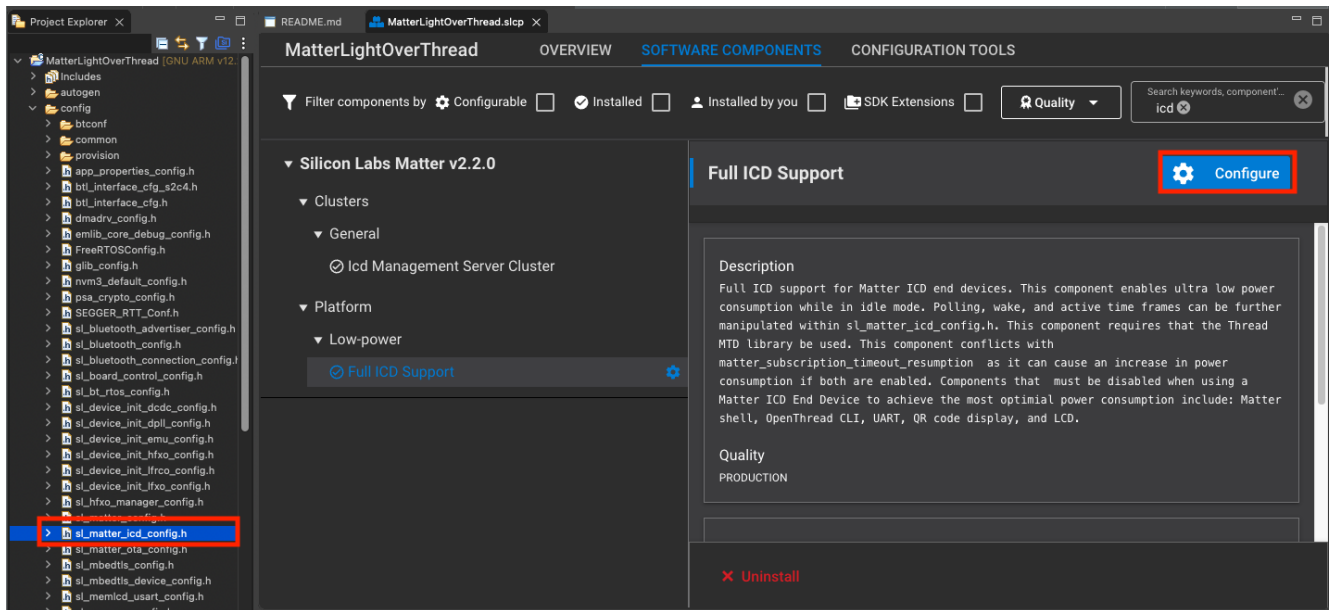 Project Explorer
MatterLightOverThread [GNU ARM v12.
Includes
autogen
config
btconf
common
provision
app_properties_config.h
btl_interface_cfg_s2c4.h
btl_interface_cfg.h
dmadrv_config.h
emlib_core_debug_config.h
FreeRTOSConfig.h
glib_config.h
nvm3_default_config.h
psa_crypto_config.h
SEGGER_RTT_Conf.h
sl_bluetooth_advertiser_config.h
sl_bluetooth_config.h
sl_bluetooth_connection_config.h
sl_board_control_config.h
sl_bt_rtos_config.h
sl_device_init_dcdc_config.h
sl_device_init_dpll_config.h
sl_device_init_emu_config.h
sl_device_init_hfxo_config.h
sl_device_init_lfrco_config.h
sl_device_init_lfxo_config.h
sl_hfxo_manager_config.h
sl_matter_config.h
sl_matter_icd_config.h
sl_matter_ota_config.h
sl_mbedtls_config.h
sl_mbedtls_device_config.h
sl_memlcd_usart_config.h
README.md
MatterLightOverThread.slcp
MatterLightOverThread
OVERVIEW
SOFTWARE COMPONENTS
CONFIGURATION TOOLS
Filter components by
Configurable
Installed
Installed by you
SDK Extensions
Quality
Search keywords, component'...
icd
Silicon Labs Matter v2.2.0
Clusters
General
Icd Management Server Cluster
Platform
Low-power
Full ICD Support
Full ICD Support
Configure
Description
Full ICD support for Matter ICD end devices. This component enables ultra low power
consumption while in idle mode. Polling, wake, and active time frames can be further
manipulated within sl_matter_icd_config.h. This component requires that the Thread
MTD library be used. This component conflicts with
matter_subscription_timeout_resumption as it can cause an increase in power
consumption if both are enabled. Components that must be disabled when using a
Matter ICD End Device to achieve the most optimial power consumption include: Matter
shell, OpenThread CLI, UART, QR code display, and LCD.
Quality
PRODUCTION
Uninstall